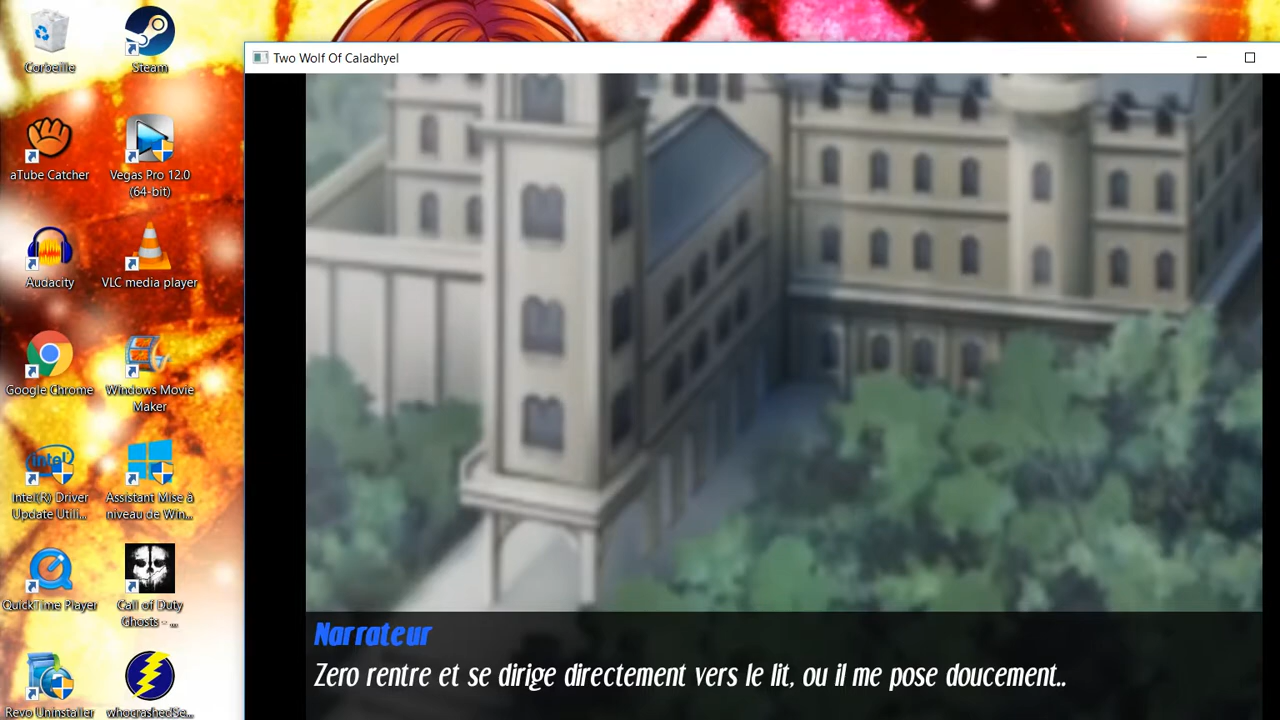 Corbeille
Steam
Two Wolf Of Caladhyel
aTube Catcher
Vegas Pro 12.0
(64-bit)
Audacity
VLC media player
Google Chrome
Windows Movie
Maker
intel
Intel(R) Driver
Update Utili...
Assistant Mise à
niveau de Win...
QuickTime Player
Call of Duty
Ghosts - ...
Revo Uninstaller
whocrashedSe...
Narrateur
Zero rentre et se dirige directement vers le lit, ou il me pose doucement..